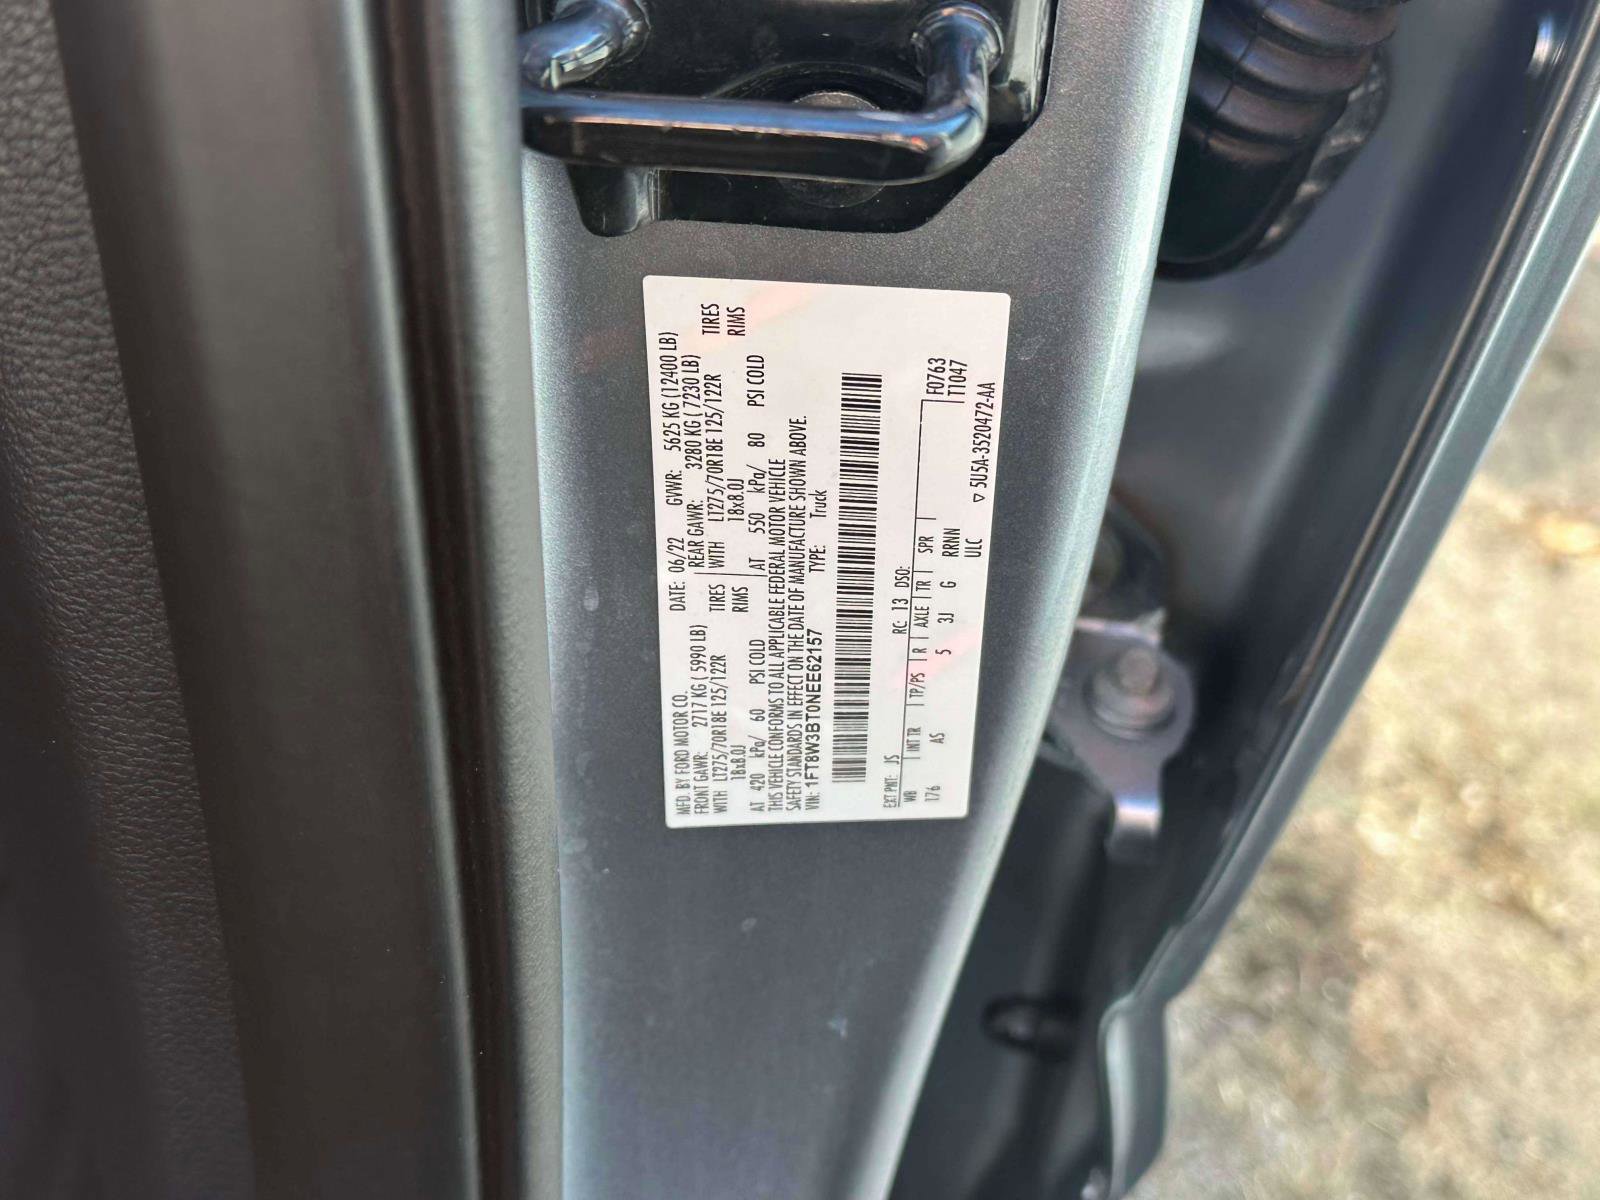 MFD. BY FORD MOTOR CO.
DATE: 06/22 GVWR: 5625 KG (12400 LB)
FRONT GAWR: 2717 KG ( 5990 LB) REAR GAWR: 3280 KG ( 7230 LB)
WITH LT275/70R18E 125/122R TIRES WITH LT275/70R18E 125/122R TIRES
18x8.0J RIMS 18x8.0J RIMS
AT 420 kPa/ 60 PSI COLD AT 550 kPa/ 80 PSI COLD
THIS VEHICLE CONFORMS TO ALL APPLICABLE FEDERAL MOTOR VEHICLE
SAFETY STANDARDS IN EFFECT ON THE DATE OF MANUFACTURE SHOWN ABOVE.
VIN: 1FT8W3BT0NEE62157 TYPE: Truck
EXT PNT: JS RC: 13 DSO:
WB INT TR TP/PS R AXLE TR SPR F0763
176 AS 5 3J G RRNN T1047
ULC
▽ 5U5A-3520472-AA